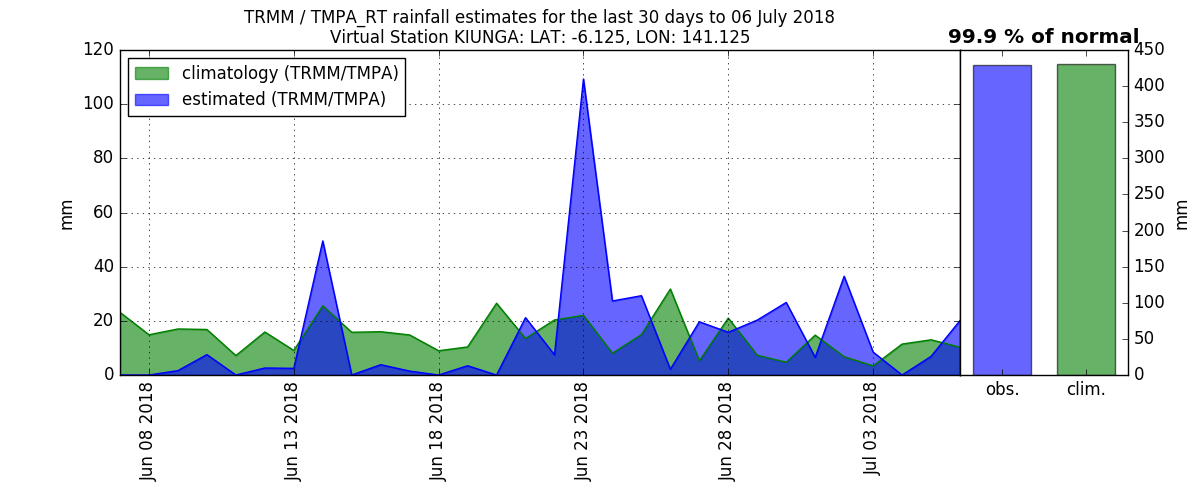 TRMM / TMPA_RT rainfall estimates for the last 30 days to 06 July 2018
Virtual Station KIUNGA: LAT: -6.125, LON: 141.125
99.9 % of normal
climatology (TRMM/TMPA)
estimated (TRMM/TMPA)
120
100
80
60
40
20
0
mm
Jun 08 2018
Jun 13 2018
Jun 18 2018
Jun 23 2018
Jun 28 2018
Jul 03 2018
450
400
350
300
250
200
150
100
50
0
mm
obs.
clim.